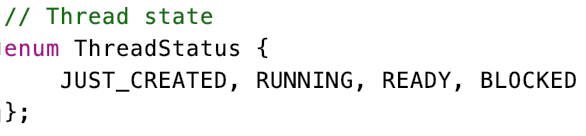 // Thread state
enum ThreadStatus {
JUST_CREATED, RUNNING, READY, BLOCKED
};